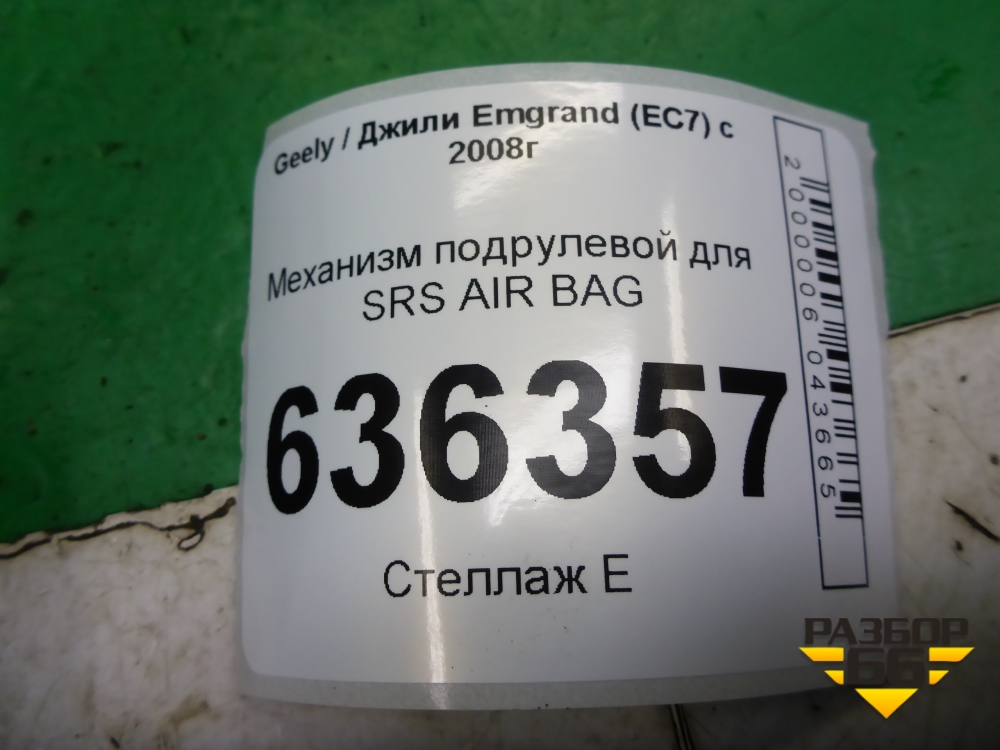 Geely / Джили Emgrand (EC7) с
2008г
Механизм подрулевой для
SRS AIR BAG
636357
Стеллаж Е
2000006043665
РАЗБОР
66